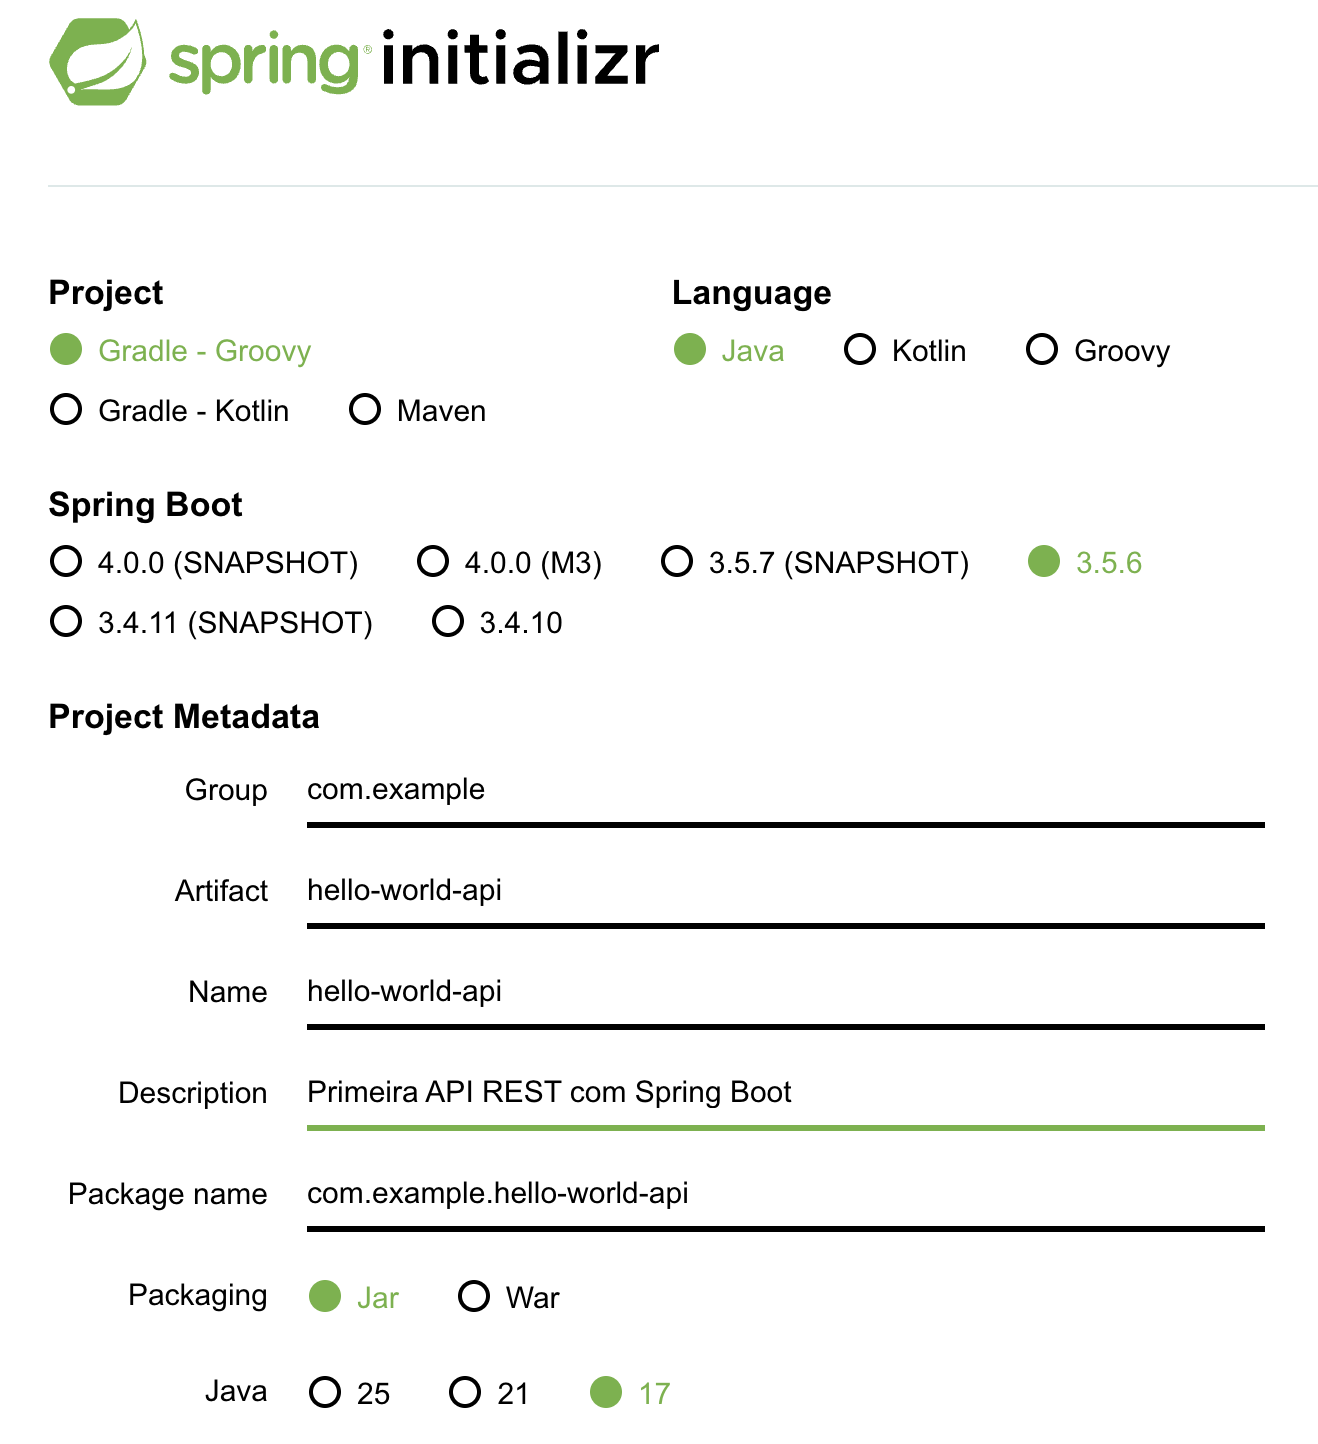 spring® initializr
Project
Gradle - Groovy
Gradle - Kotlin Maven
Language
Java Kotlin Groovy
Spring Boot
4.0.0 (SNAPSHOT) 4.0.0 (M3) 3.5.7 (SNAPSHOT) 3.5.6
3.4.11 (SNAPSHOT) 3.4.10
Project Metadata
Group com.example
Artifact hello-world-api
Name hello-world-api
Description Primeira API REST com Spring Boot
Package name com.example.hello-world-api
Packaging Jar War
Java 25 21 17